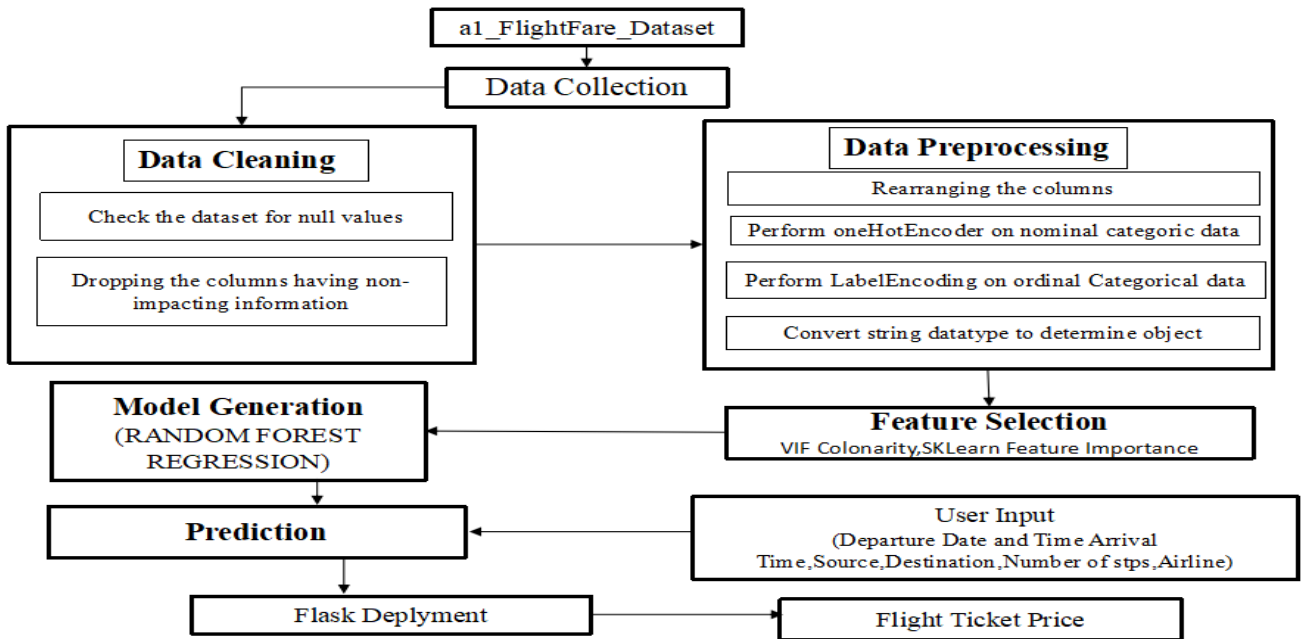 a1_FlightFare_Dataset
Data Collection
Data Cleaning
Check the dataset for null values
Dropping the columns having non-
impacting information
Data Preprocessing
Rearranging the columns
Perform oneHotEncoder on nominal categoric data
Perform LabelEncoding on ordinal Categorical data
Convert string datatype to determine object
Model Generation
(RANDOM FOREST
REGRESSION)
Feature Selection
VIF Colonarity,SKLearn Feature Importance
Prediction
User Input
(Departure Date and Time Arrival
Time,Source,Destination,Number of stps,Airline)
Flask Deplyment
Flight Ticket Price